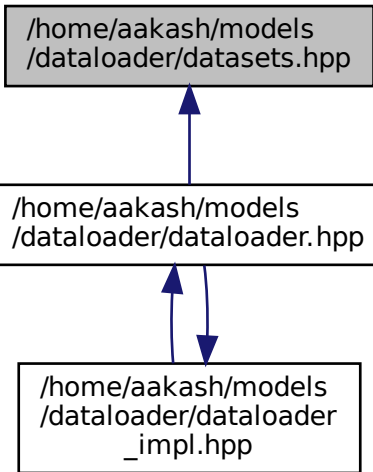 /home/aakash/models
/dataloader/datasets.hpp
/home/aakash/models
/dataloader/dataloader.hpp
/home/aakash/models
/dataloader/dataloader
_impl.hpp